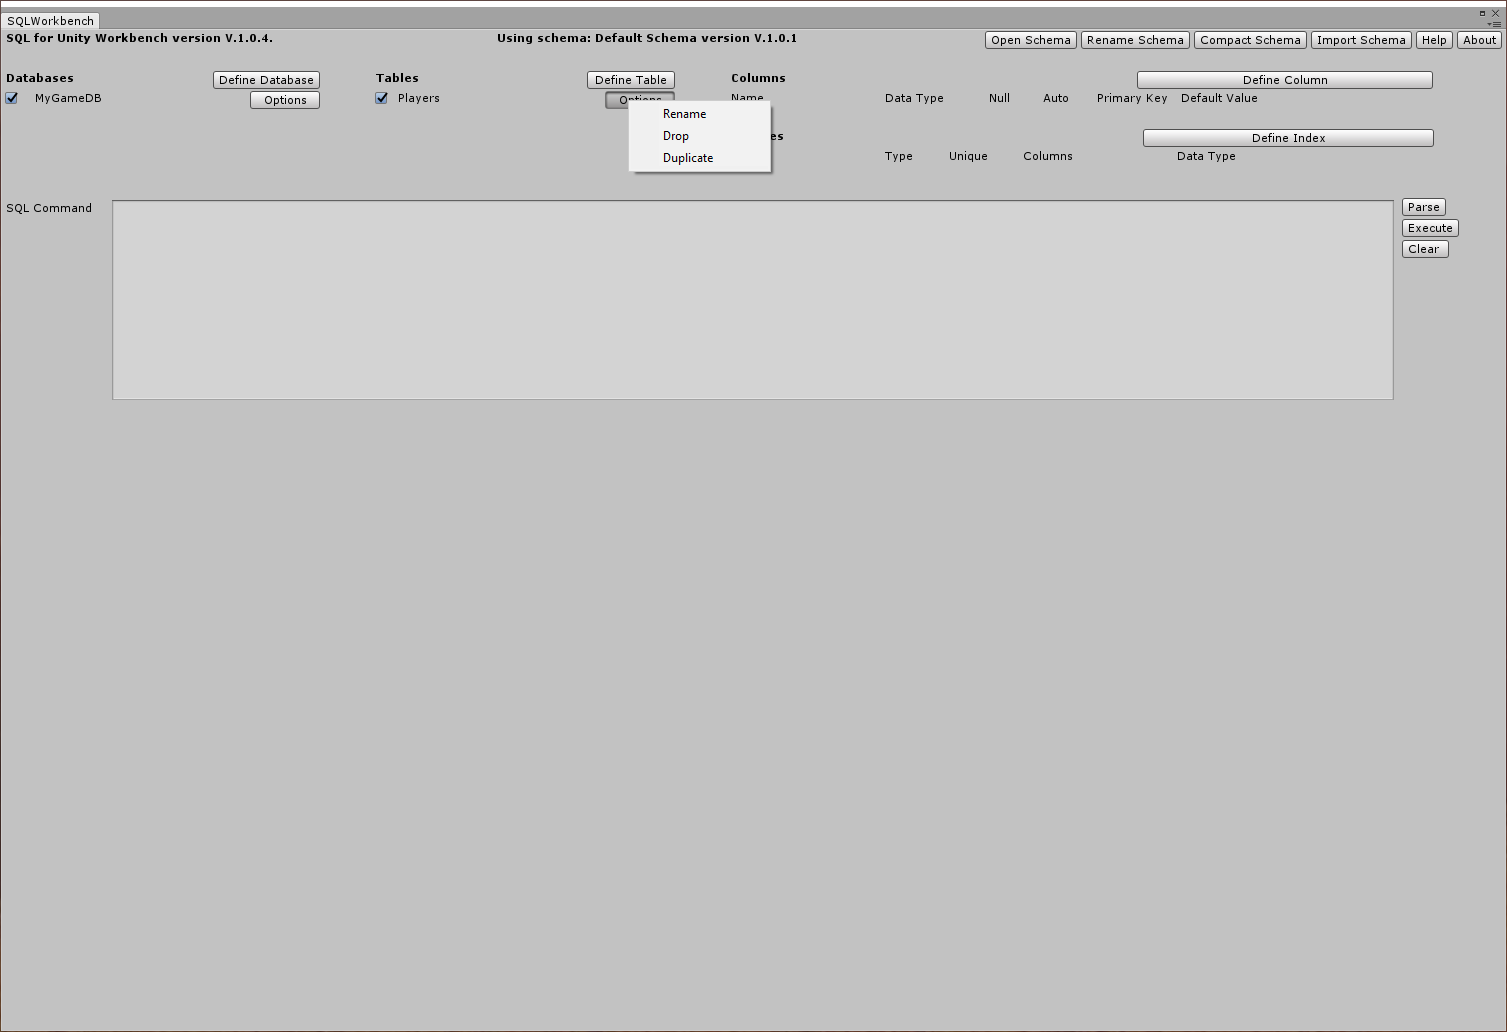 SQLWorkbench
SQL for Unity Workbench version V.1.0.4.
Using schema: Default Schema version V.1.0.1
Open Schema
Rename Schema
Compact Schema
Import Schema
Help
About
Databases
Define Database
Tables
Define Table
Columns
Define Column
MyGameDB
Options
Players
Options
Name
Data Type
Null
Auto
Primary Key
Default Value
Rename
Drop
Duplicate
es
Define Index
Type
Unique
Columns
Data Type
SQL Command
Parse
Execute
Clear